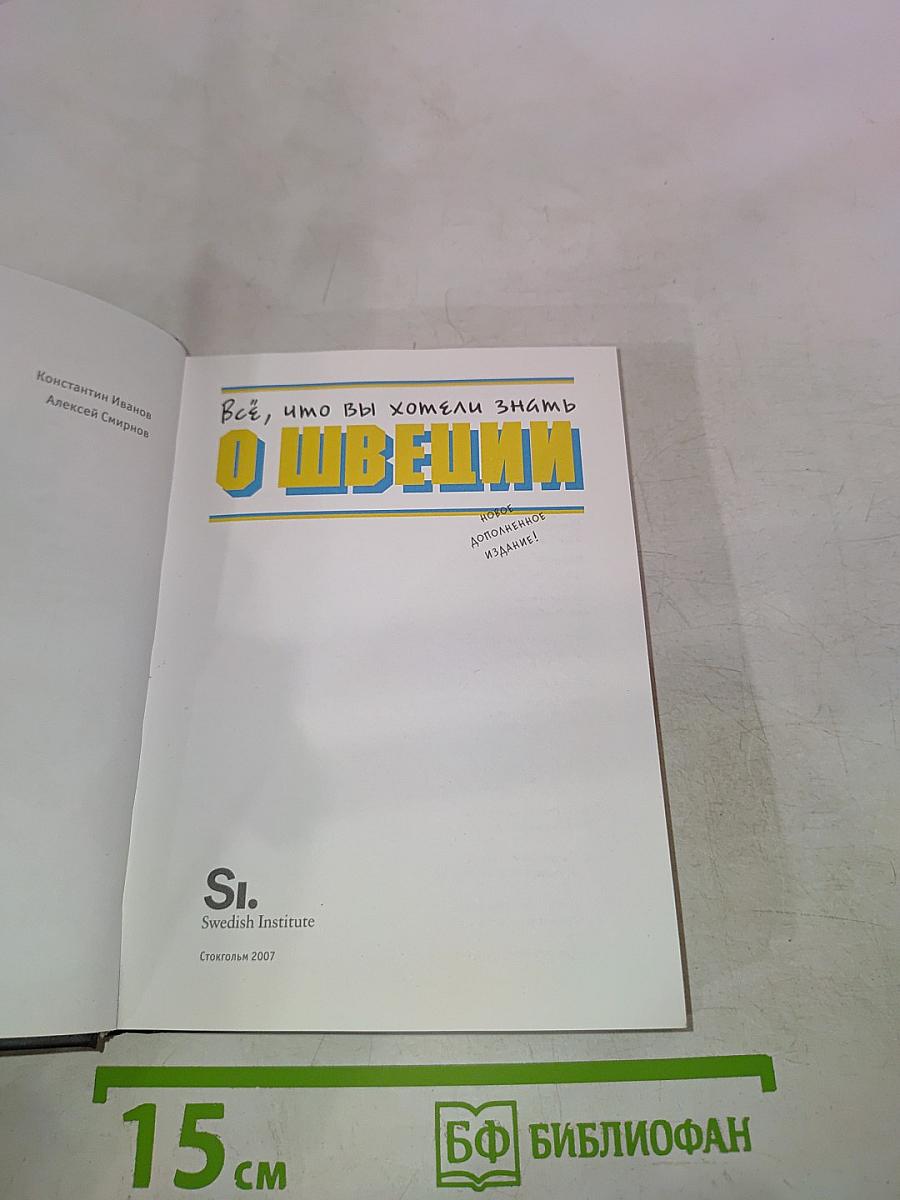 Константин Иванов
Алексей Смирнов
Всё, что вы хотели знать
О ШВЕЦИИ
НОВОЕ
ДОПОЛНЕННОЕ
ИЗДАНИЕ!
Sı.
Swedish Institute
Стокгольм 2007
15 см
БФ БИБЛИОФАН